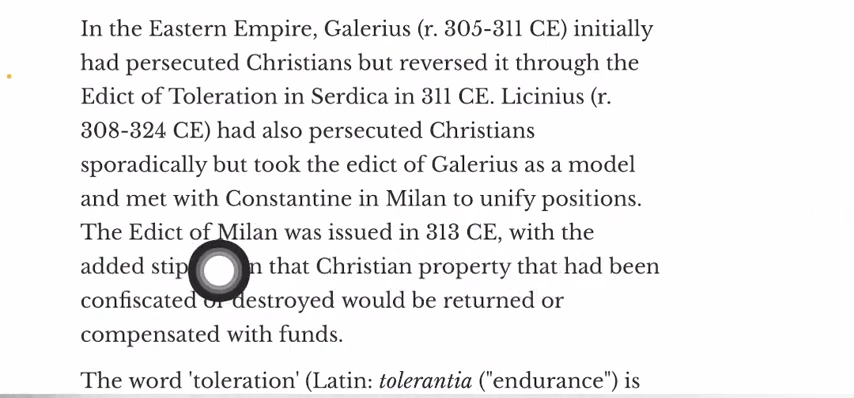 In the Eastern Empire, Galerius (r. 305-311 CE) initially
had persecuted Christians but reversed it through the
Edict of Toleration in Serdica in 311 CE. Licinius (r.
308-324 CE) had also persecuted Christians
sporadically but took the edict of Galerius as a model
and met with Constantine in Milan to unify positions.
The Edict of Milan was issued in 313 CE, with the
added that Christian property that had been
confiscated or destroyed would be returned or
compensated with funds.
The word 'toleration' (Latin: tolerantia ("endurance") is